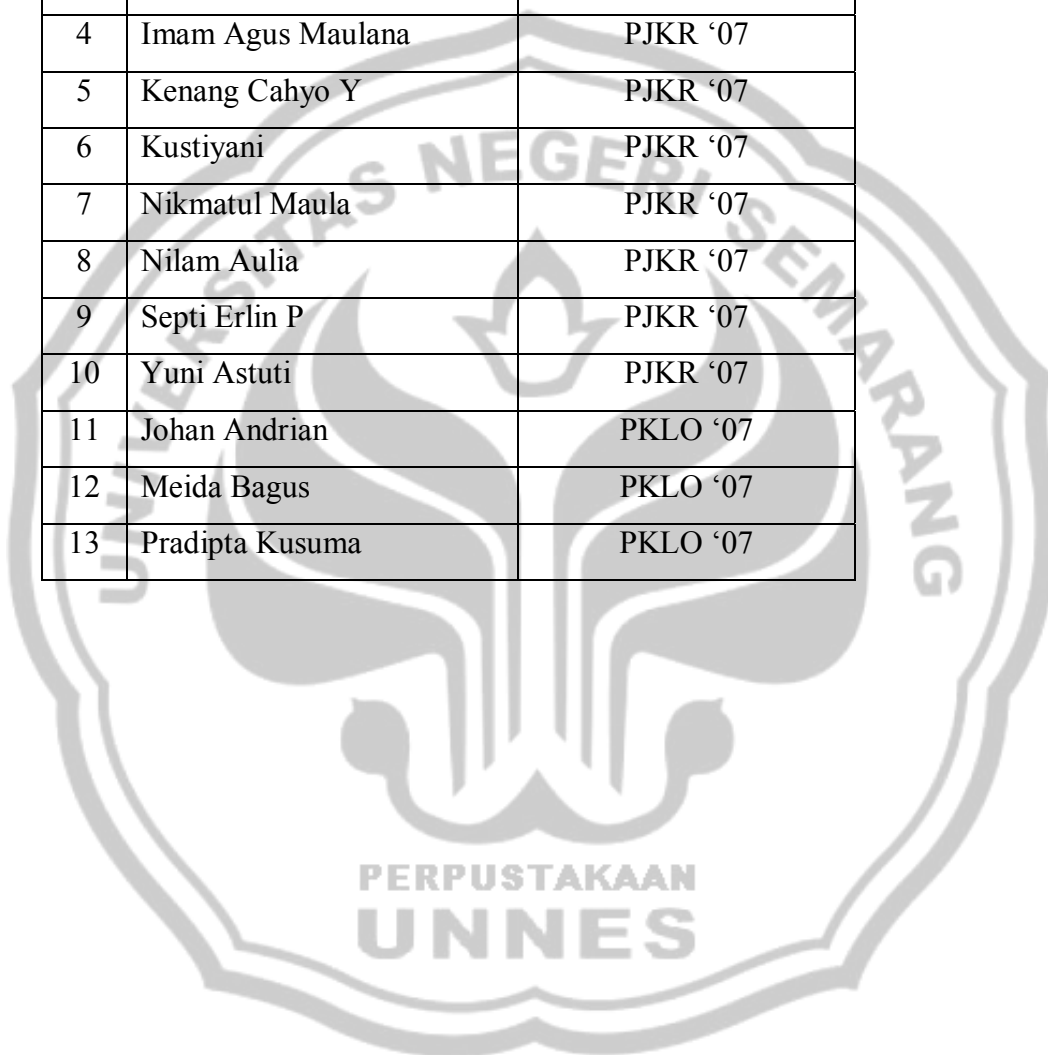 4 Imam Agus Maulana PJKR ‘07
5 Kenang Cahyo Y PJKR ‘07
6 Kustiyani PJKR ‘07
7 Nikmatul Maula PJKR ‘07
8 Nilam Aulia PJKR ‘07
9 Septi Erlin P PJKR ‘07
10 Yuni Astuti PJKR ‘07
11 Johan Andrian PKLO ‘07
12 Meida Bagus PKLO ‘07
13 Pradipta Kusuma PKLO ‘07
UNIVERSITAS NEGERI SEMARANG
PERPUSTAKAAN
UNNES